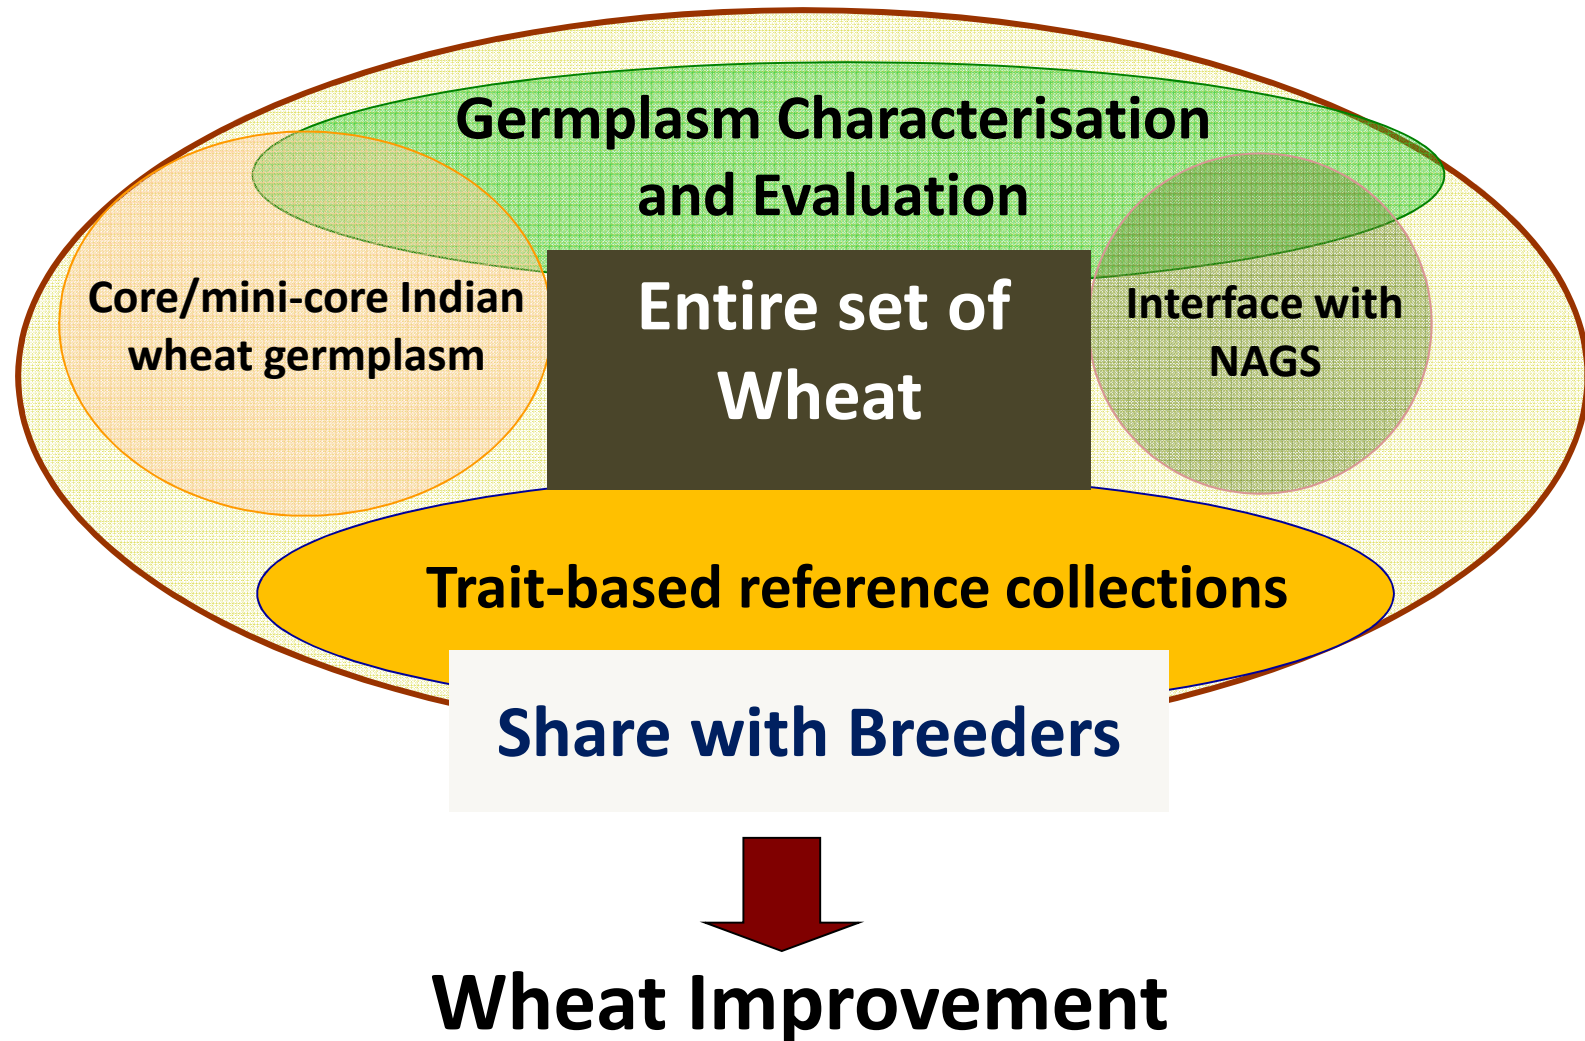 Germplasm Characterisation
and Evaluation
Core/mini-core Indian
wheat germplasm
Entire set of
Wheat
Interface with
NAGS
Trait-based reference collections
Share with Breeders
Wheat Improvement